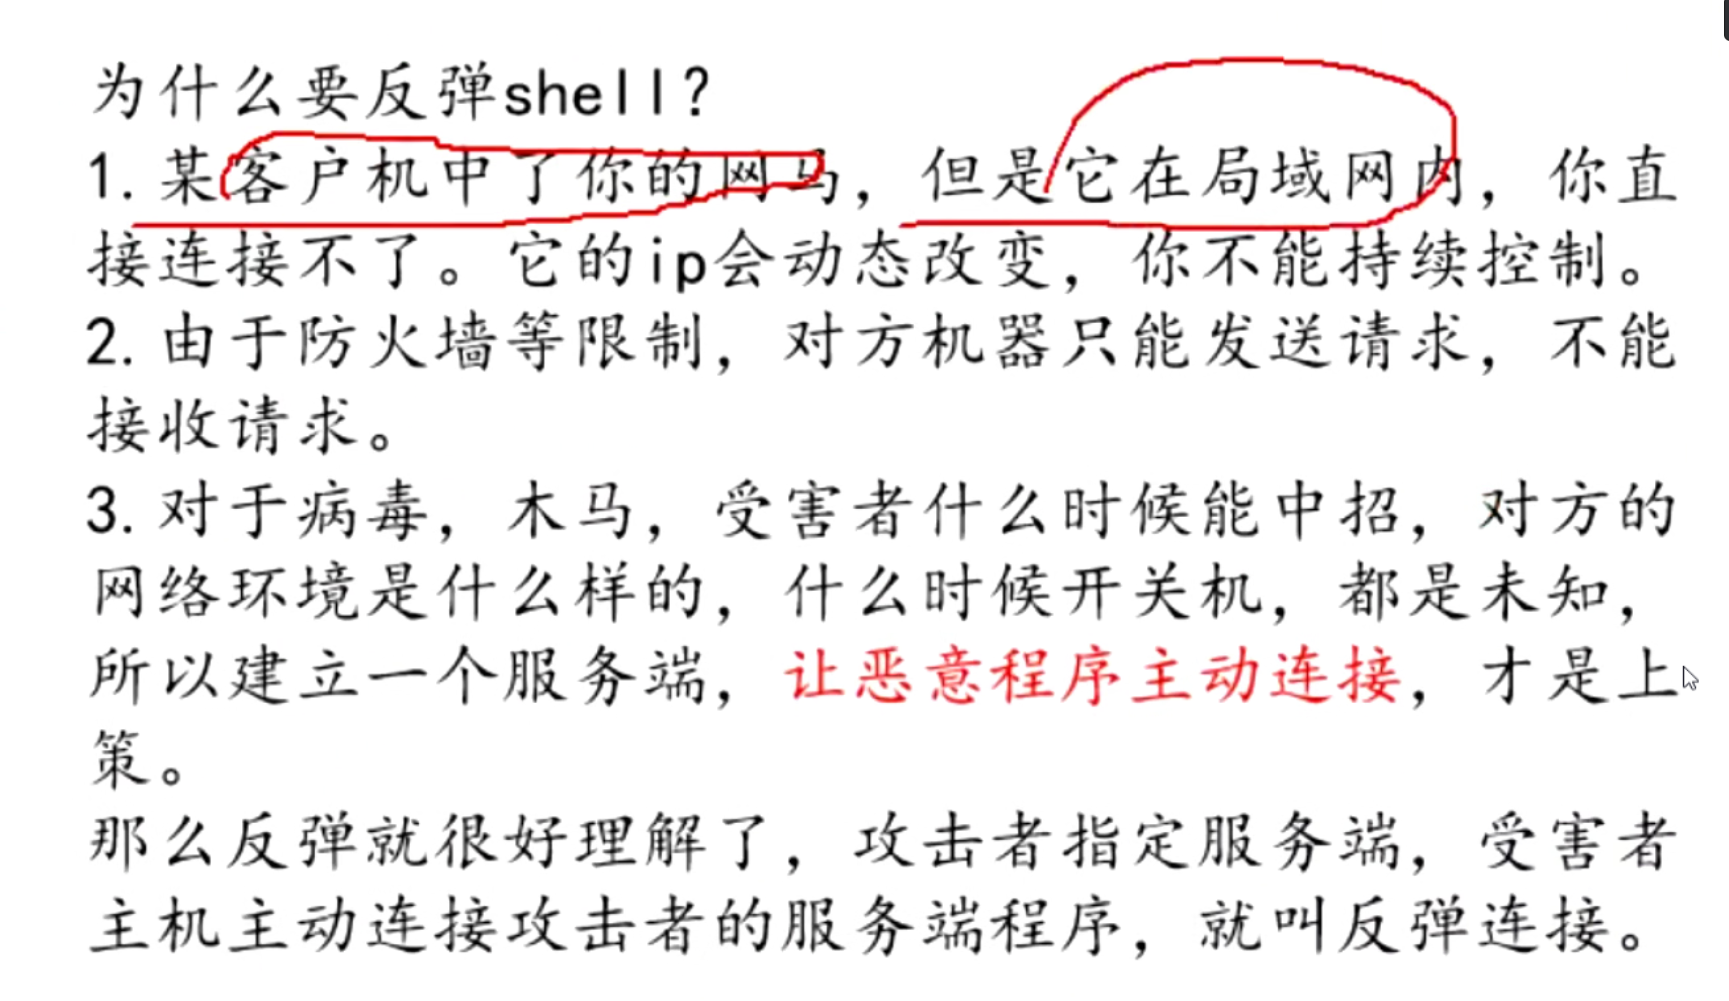 为什么要反弹shell?
1.某客户机中了你的网马，但是它在局域网内，你直
接连接不了。它的ip会动态改变，你不能持续控制。
2.由于防火墙等限制，对方机器只能发送请求，不能
接收请求。
3.对于病毒，木马，受害者什么时候能中招，对方的
网络环境是什么样的，什么时候开关机，都是未知，
所以建立一个服务端，让恶意程序主动连接，才是上
策。
那么反弹就很好理解了，攻击者指定服务端，受害者
主机主动连接攻击者的服务端程序，就叫反弹连接。